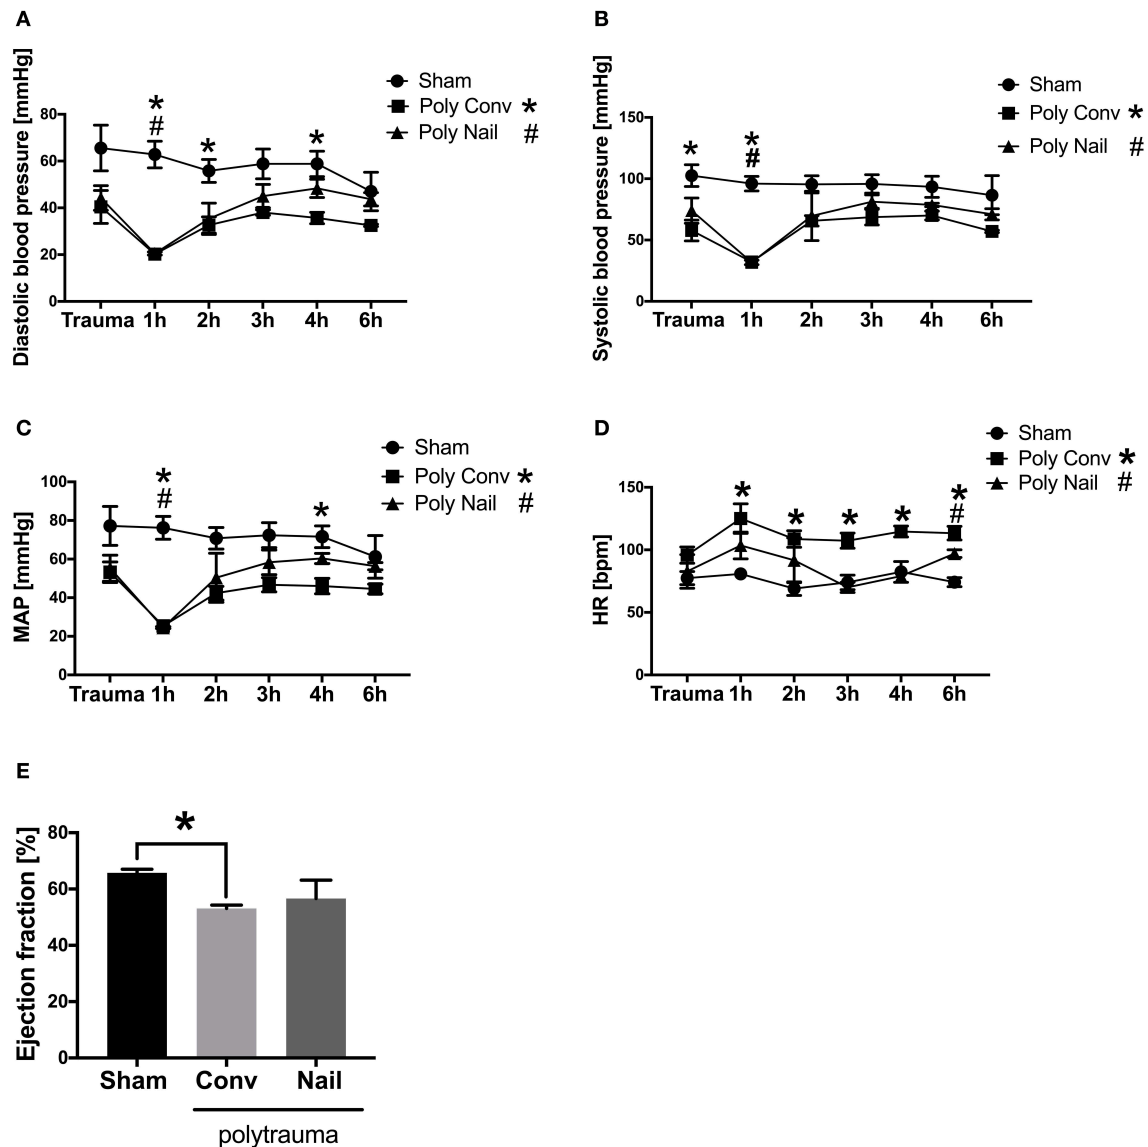 A
Diastolic blood pressure [mmHg]
80
60
40
20
0
Trauma 1h 2h 3h 4h 6h
*
#
*
*
Sham
Poly Conv *
Poly Nail #
B
Systolic blood pressure [mmHg]
150
100
50
0
Trauma 1h 2h 3h 4h 6h
*
*
#
Sham
Poly Conv *
Poly Nail #
C
MAP [mmHg]
100
80
60
40
20
0
Trauma 1h 2h 3h 4h 6h
*
#
*
Sham
Poly Conv *
Poly Nail #
D
HR [bpm]
150
100
50
0
Trauma 1h 2h 3h 4h 6h
*
*
*
*
*
#
Sham
Poly Conv *
Poly Nail #
E
Ejection fraction [%]
80
60
40
20
0
*
Sham Conv Nail
polytrauma